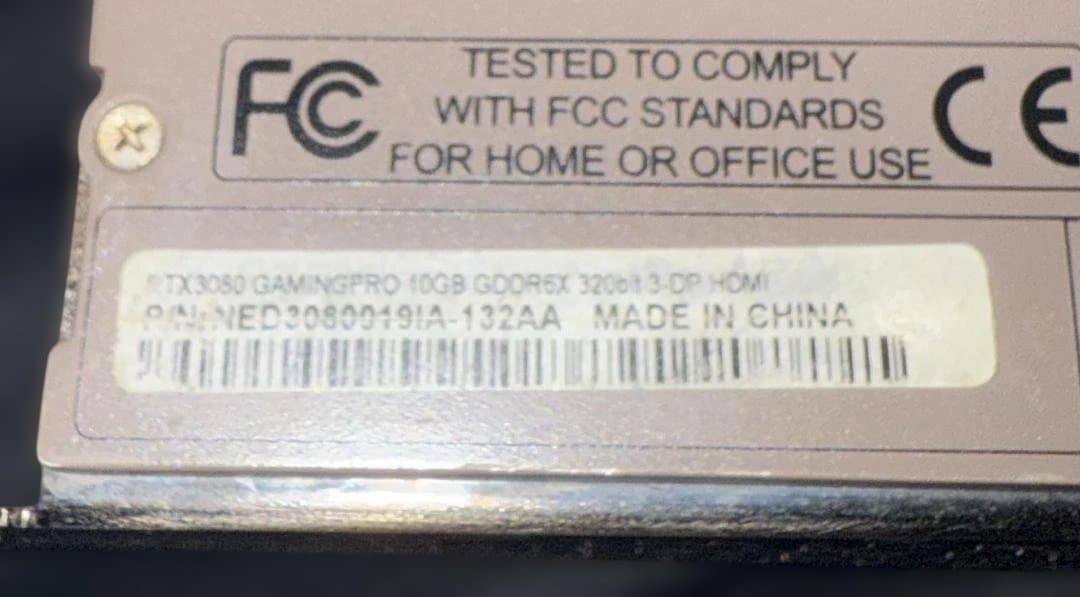 FC TESTED TO COMPLY CE
WITH FCC STANDARDS
FOR HOME OR OFFICE USE
RTX3080 GAMINGPRO 10GB GDDR6X 320bit 3-DP HDMI
P/N: NED3080019IA-132AA MADE IN CHINA